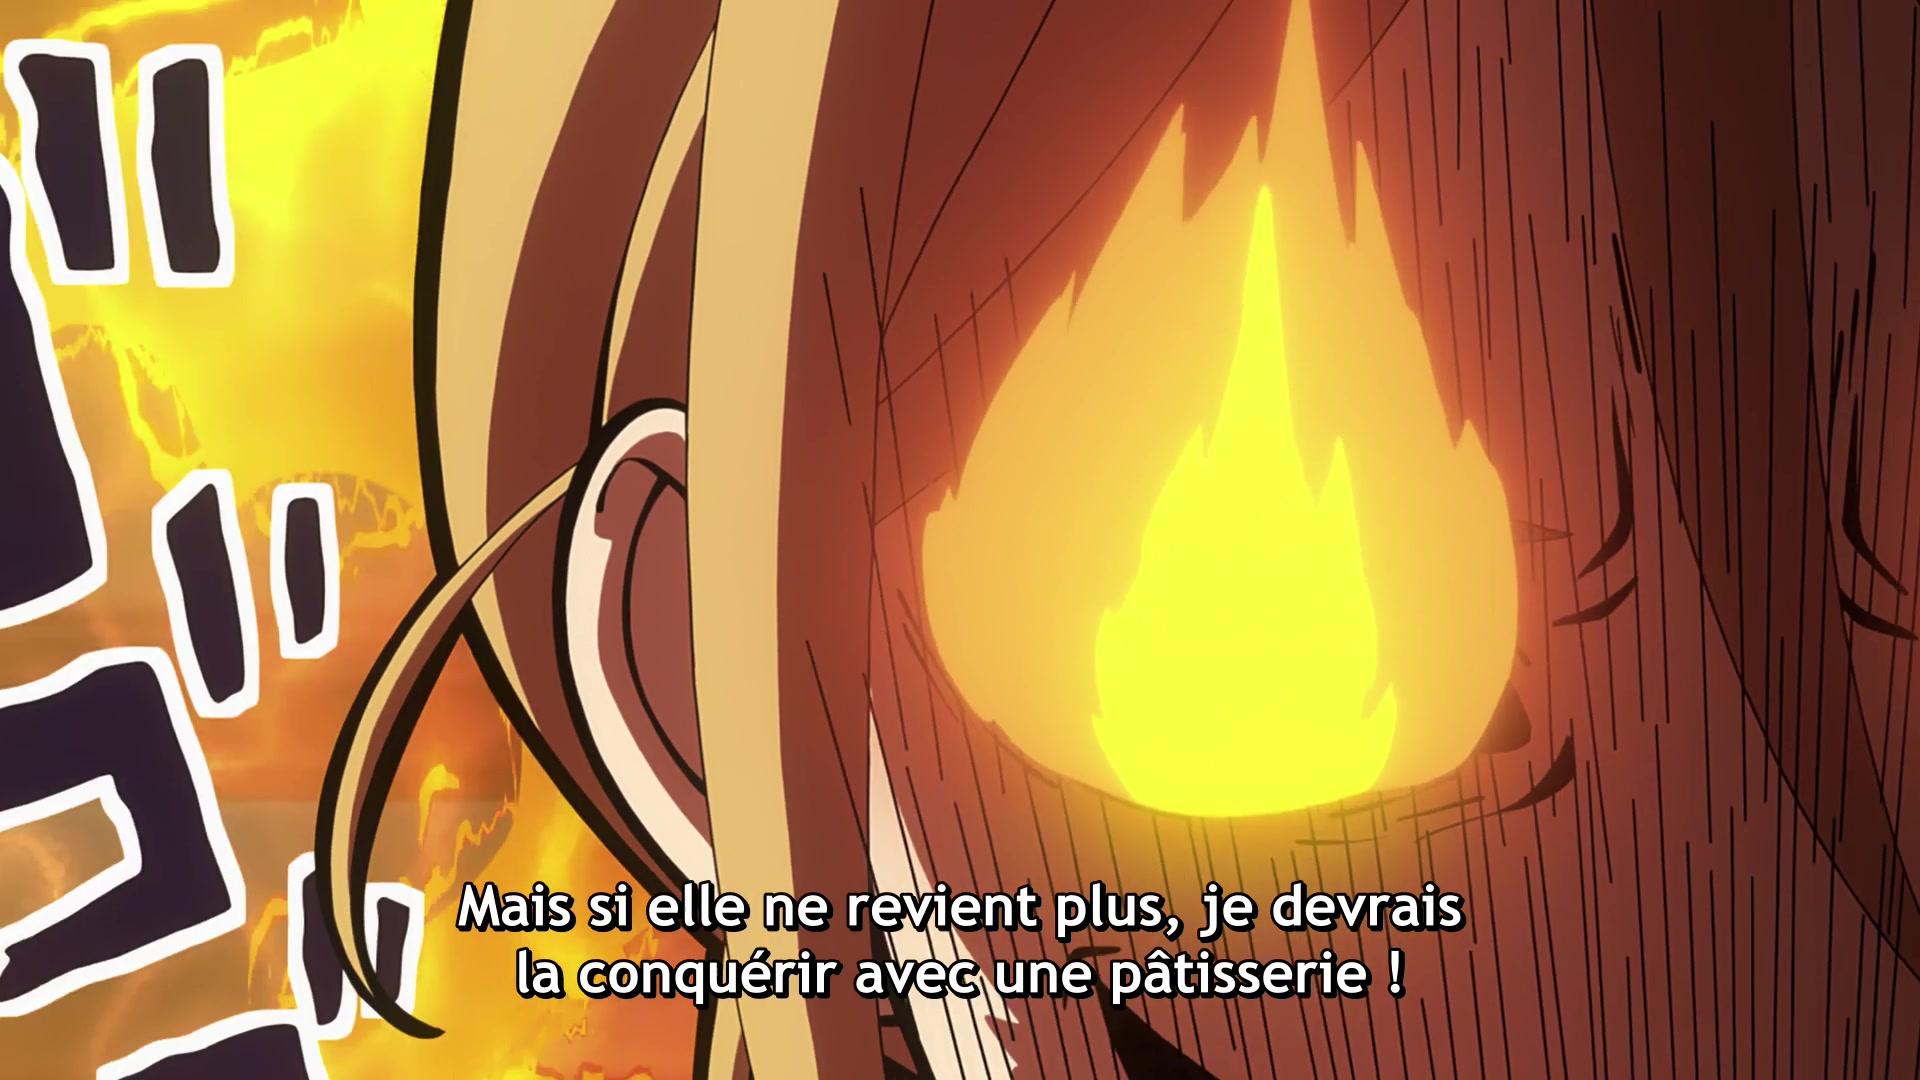 Mais si elle ne revient plus, je devrais
la conquérir avec une pâtisserie !